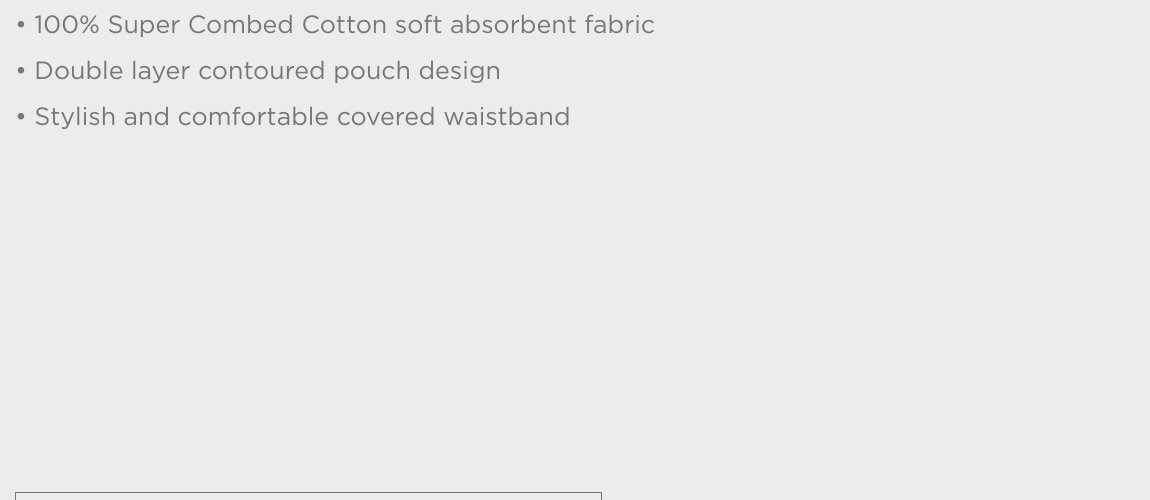 • 100% Super Combed Cotton soft absorbent fabric
• Double layer contoured pouch design
• Stylish and comfortable covered waistband